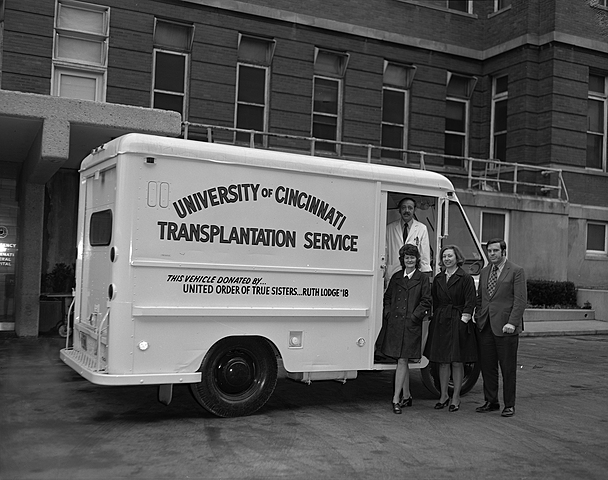 UNIVERSITY OF CINCINNATI
TRANSPLANTATION SERVICE
THIS VEHICLE DONATED BY...
UNITED ORDER OF TRUE SISTERS...RUTH LODGE #18